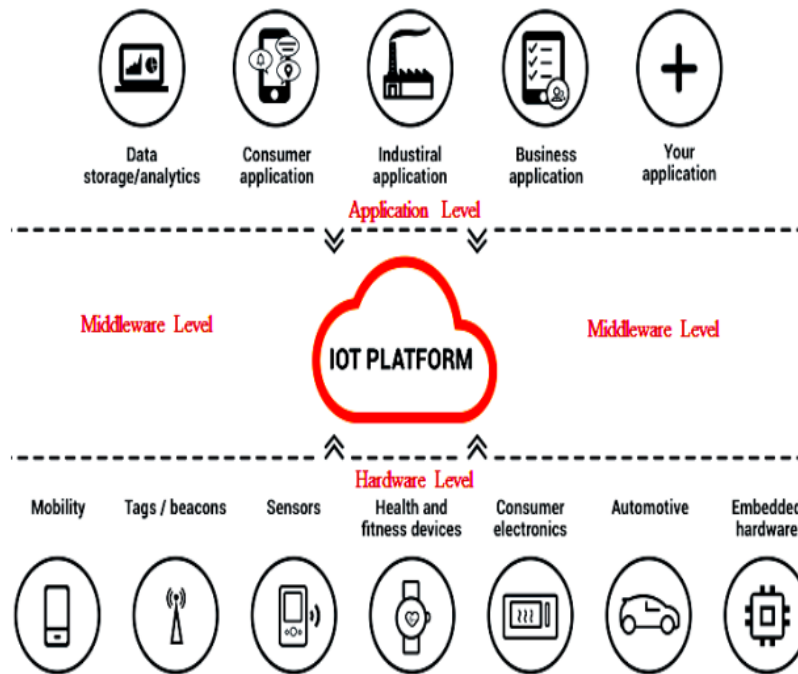 Data
storage/analytics
Consumer
application
Industiral
application
Business
application
Your
application
Application Level
Middleware Level
IOT PLATFORM
Middleware Level
Hardware Level
Mobility
Tags / beacons
Sensors
Health and
fitness devices
Consumer
electronics
Automotive
Embedded
hardware